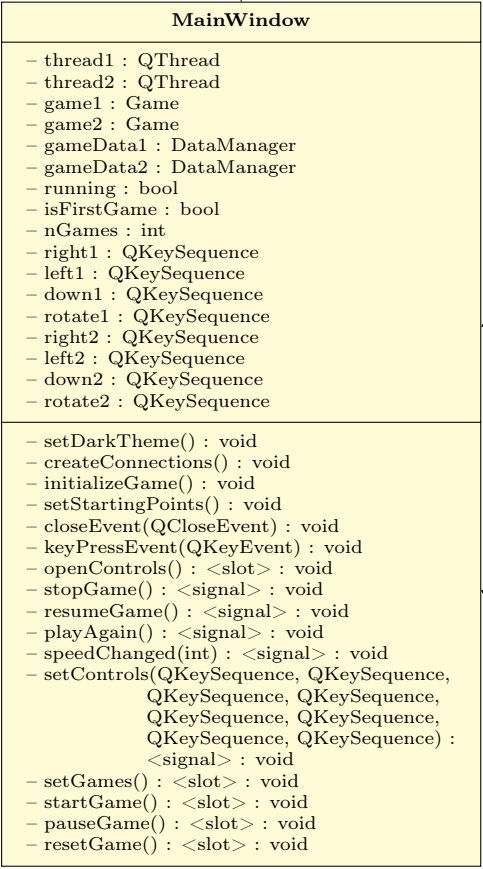 MainWindow
– thread1 : QThread
– thread2 : QThread
– game1 : Game
– game2 : Game
– gameData1 : DataManager
– gameData2 : DataManager
– running : bool
– isFirstGame : bool
– nGames : int
– right1 : QKeySequence
– left1 : QKeySequence
– down1 : QKeySequence
– rotate1 : QKeySequence
– right2 : QKeySequence
– left2 : QKeySequence
– down2 : QKeySequence
– rotate2 : QKeySequence
– setDarkTheme() : void
– createConnections() : void
– initializeGame() : void
– setStartingPoints() : void
– closeEvent(QCloseEvent) : void
– keyPressEvent(QKeyEvent) : void
– openControls() : <slot> : void
– stopGame() : <signal> : void
– resumeGame() : <signal> : void
– playAgain() : <signal> : void
– speedChanged(int) : <signal> : void
– setControls(QKeySequence, QKeySequence,
QKeySequence, QKeySequence,
QKeySequence, QKeySequence,
QKeySequence, QKeySequence) :
<signal> : void
– setGames() : <slot> : void
– startGame() : <slot> : void
– pauseGame() : <slot> : void
– resetGame() : <slot> : void